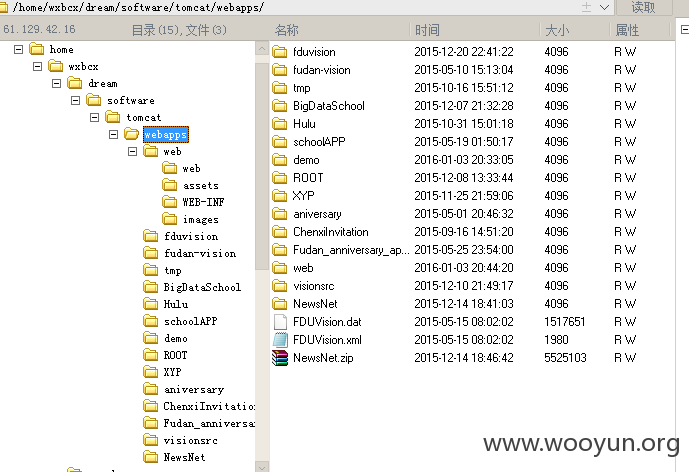 /home/wxbcx/dream/software/tomcat/webapps/ 读取
61.129.42.16 目录(15),文件(3) 名称 时间 大小 属性
home
wxbcx
dream
software
tomcat
webapps
web
web
assets
WEB-INF
images
fduvision
fudan-vision
tmp
BigDataSchool
Hulu
schoolAPP
demo
ROOT
XYP
aniversary
ChenxiInvitation
Fudan_anniversa
visionsrc
NewsNet
fduvision 2015-12-20 22:41:22 4096 R W
fudan-vision 2015-05-10 15:13:04 4096 R W
tmp 2015-10-16 15:51:12 4096 R W
BigDataSchool 2015-12-07 21:32:28 4096 R W
Hulu 2015-10-31 15:01:18 4096 R W
schoolAPP 2015-05-19 01:50:17 4096 R W
demo 2016-01-03 20:33:05 4096 R W
ROOT 2015-12-08 13:33:44 4096 R W
XYP 2015-11-25 21:59:06 4096 R W
aniversary 2015-05-01 20:46:32 4096 R W
ChenxiInvitation 2015-09-16 14:51:20 4096 R W
Fudan_anniversary_ap... 2015-05-25 23:54:00 4096 R W
web 2016-01-03 20:44:20 4096 R W
visionsrc 2015-12-10 21:49:17 4096 R W
NewsNet 2015-12-14 18:41:03 4096 R W
FDUVision.dat 2015-05-15 08:02:02 1517651 R W
FDUVision.xml 2015-05-15 08:02:02 1980 R W
NewsNet.zip 2015-12-14 18:46:42 5525103 R W
www.wooyun.org